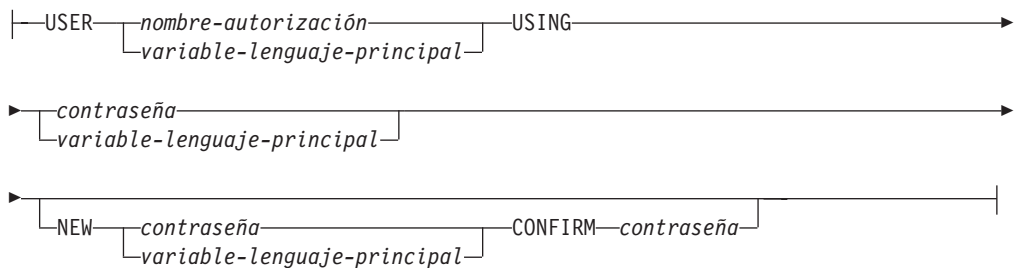 USER nombre-autorización USING
variable-lenguaje-principal
contraseña
variable-lenguaje-principal
NEW contraseña CONFIRM contraseña
variable-lenguaje-principal